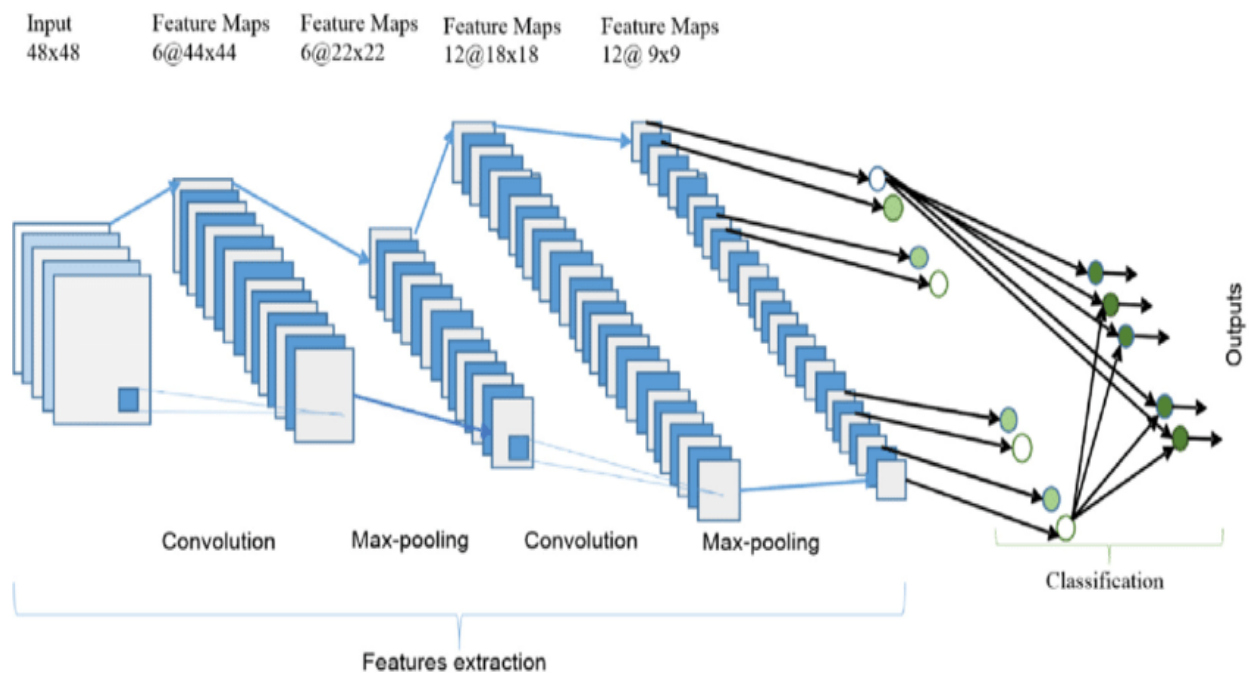 Input
48x48
Feature Maps
6@44x44
Feature Maps
6@22x22
Feature Maps
12@18x18
Feature Maps
12@ 9x9
Outputs
Convolution
Max-pooling
Convolution
Max-pooling
Classification
Features extraction